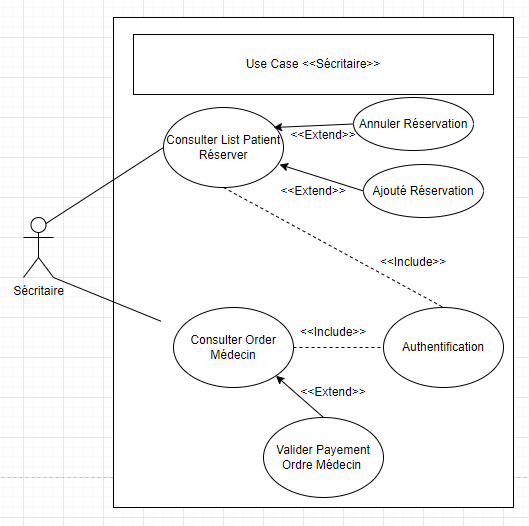 Use Case <<Sécritaire>>
Consulter List Patient
Réserver
<<Extend>>
Annuler Réservation
<<Extend>>
Ajouté Réservation
<<Include>>
Sécritaire
Consulter Order
Médecin
<<Include>>
Authentification
<<Extend>>
Valider Payement
Ordre Médecin